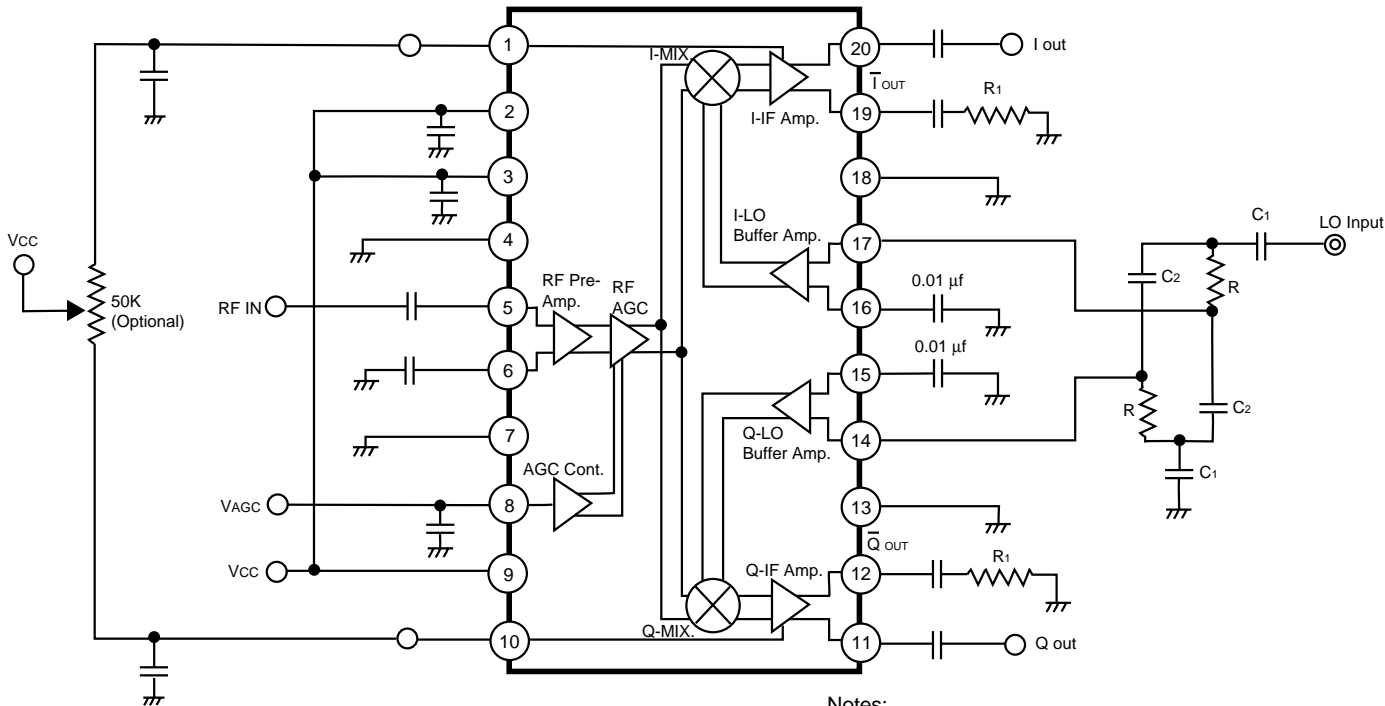 1
20
I out
I-MIX.
I̅ OUT
R1
2
I-IF Amp.
19
3
18
I-LO
Buffer Amp.
17
C1
LO Input
VCC
4
C2
R
50K
(Optional)
RF IN
5
RF Pre-
Amp.
RF
AGC
16
0.01 µf
6
15
0.01 µf
R
C2
7
14
Q-LO
Buffer Amp.
C1
AGC Cont.
VAGC
8
13
Q̅ OUT
VCC
9
Q-IF Amp.
12
R1
10
Q-MIX.
11
Q out
Notes: